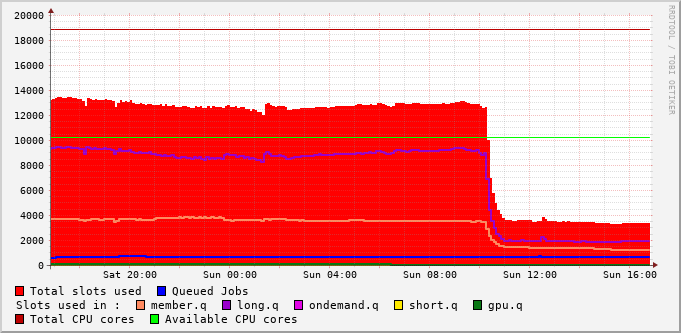 20000
18000
16000
14000
12000
10000
8000
6000
4000
2000
0
Sat 20:00 Sun 00:00 Sun 04:00 Sun 08:00 Sun 12:00 Sun 16:00
Total slots used Queued Jobs
Slots used in : member.q long.q ondemand.q short.q gpu.q
Total CPU cores Available CPU cores
RRDTOOL / TOBI OETIKER